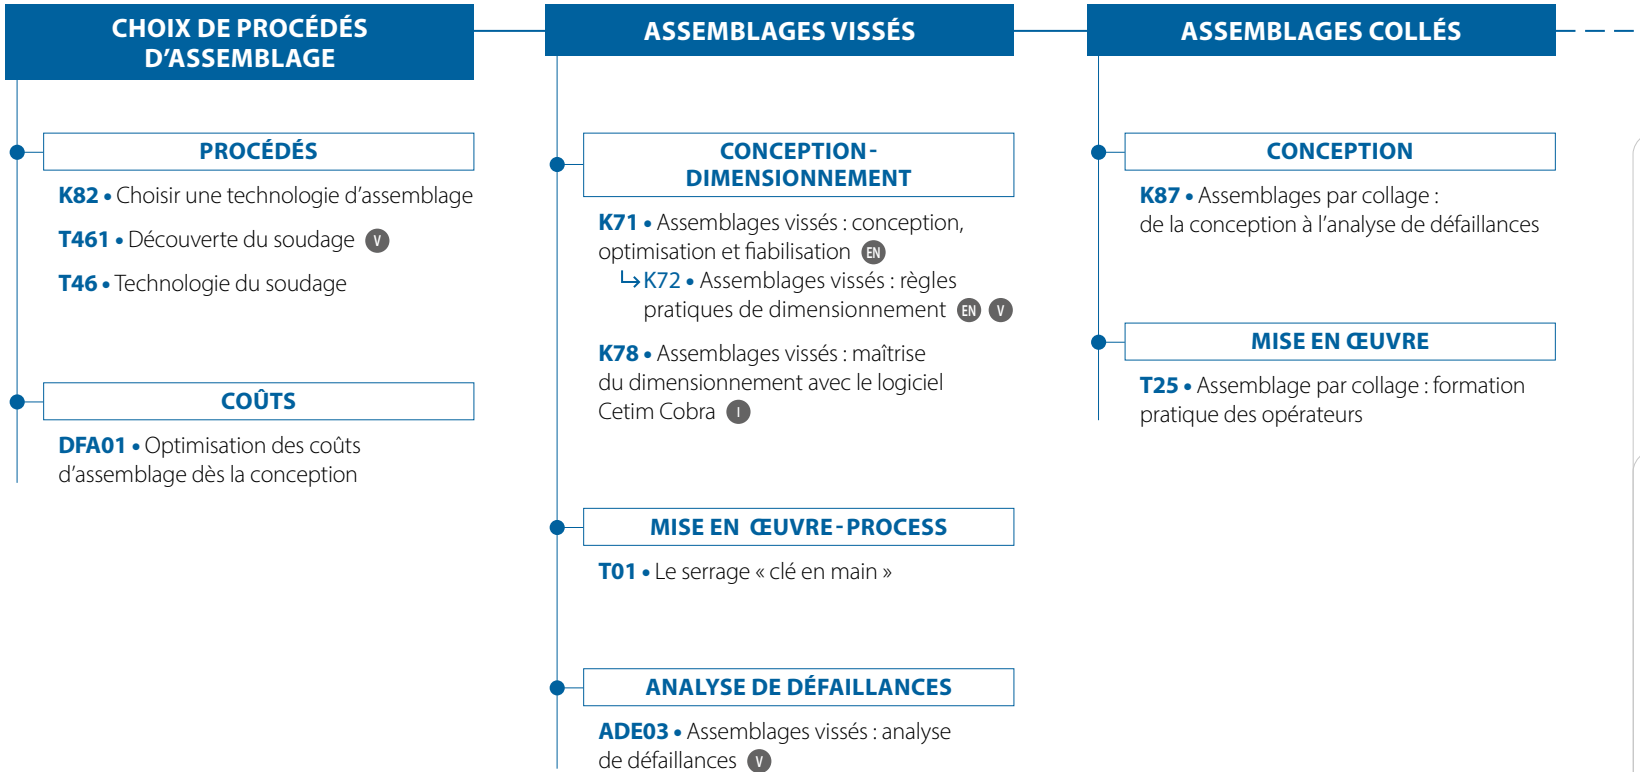 CHOIX DE PROCÉDÉS
D'ASSEMBLAGE
PROCÉDÉS
K82 • Choisir une technologie d'assemblage
T461 • Découverte du soudage V
T46 • Technologie du soudage
COÛTS
DFA01 • Optimisation des coûts
d'assemblage dès la conception
ASSEMBLAGES VISSÉS
CONCEPTION-
DIMENSIONNEMENT
K71 • Assemblages vissés : conception,
optimisation et fiabilisation EN
K72 • Assemblages vissés : règles
pratiques de dimensionnement EN V
K78 • Assemblages vissés : maîtrise
du dimensionnement avec le logiciel
Cetim Cobra I
MISE EN ŒUVRE-PROCESS
T01 • Le serrage « clé en main »
ANALYSE DE DÉFAILLANCES
ADE03 • Assemblages vissés : analyse
de défaillances V
ASSEMBLAGES COLLÉS
CONCEPTION
K87 • Assemblages par collage :
de la conception à l'analyse de défaillances
MISE EN ŒUVRE
T25 • Assemblage par collage : formation
pratique des opérateurs